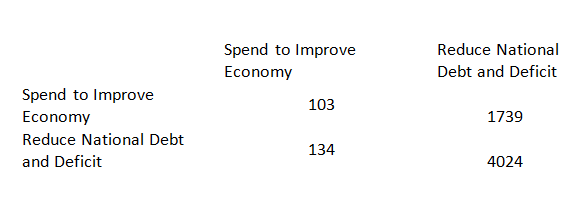 Spend to Improve Reduce National
Economy Debt and Deficit
Spend to Improve
Economy 103 1739
Reduce National Debt
and Deficit 134 4024